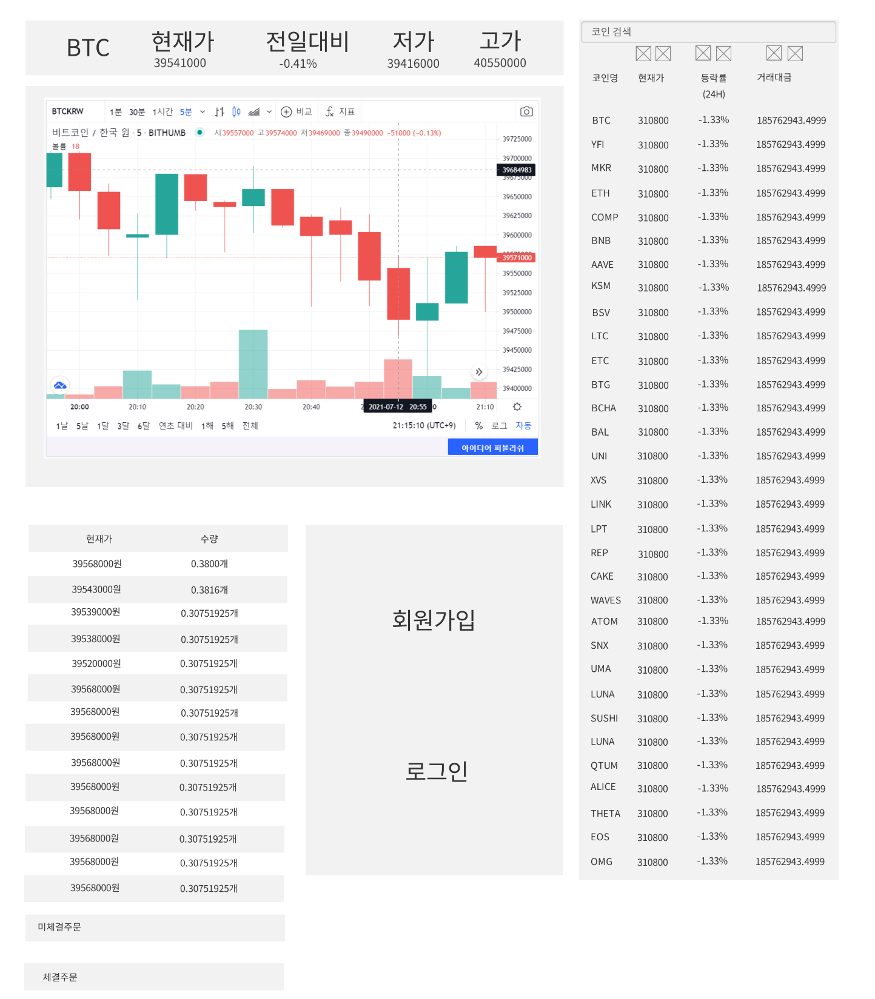 BTC 현재가 전일대비 저가 고가
39541000 -0.41% 39416000 40550000
BTCKRW 1분 30분 1시간 5분 비교 지표
비트코인 / 한국 원 · 5 · BITHUMB 시39557000 고39574000 저39469000 종39490000 -51000 (-0.13%)
볼륨 18
39725000
39700000
39684983
39675000
39650000
39625000
39600000
39571000
39550000
39525000
39500000
39475000
39450000
39425000
39400000
20:00 20:10 20:20 20:30 20:40 2021-07-12 20:55 21:10
1날 5날 1달 3달 6달 연초 대비 1해 5해 전체 21:15:10 (UTC+9) % 로그 자동
아이디어 퍼블리쉬
현재가 수량
39568000원 0.3800개
39543000원 0.3816개
39539000원 0.30751925개
39538000원 0.30751925개
39520000원 0.30751925개
39568000원 0.30751925개
39568000원 0.30751925개
39568000원 0.30751925개
39568000원 0.30751925개
39568000원 0.30751925개
39568000원 0.30751925개
39568000원 0.30751925개
39568000원 0.30751925개
39568000원 0.30751925개
미체결주문
체결주문
회원가입
로그인
코인 검색
코인명 현재가 등락률 거래대금
(24H)
BTC 310800 -1.33% 185762943.4999
YFI 310800 -1.33% 185762943.4999
MKR 310800 -1.33% 185762943.4999
ETH 310800 -1.33% 185762943.4999
COMP 310800 -1.33% 185762943.4999
BNB 310800 -1.33% 185762943.4999
AAVE 310800 -1.33% 185762943.4999
KSM 310800 -1.33% 185762943.4999
BSV 310800 -1.33% 185762943.4999
LTC 310800 -1.33% 185762943.4999
ETC 310800 -1.33% 185762943.4999
BTG 310800 -1.33% 185762943.4999
BCHA 310800 -1.33% 185762943.4999
BAL 310800 -1.33% 185762943.4999
UNI 310800 -1.33% 185762943.4999
XVS 310800 -1.33% 185762943.4999
LINK 310800 -1.33% 185762943.4999
LPT 310800 -1.33% 185762943.4999
REP 310800 -1.33% 185762943.4999
CAKE 310800 -1.33% 185762943.4999
WAVES 310800 -1.33% 185762943.4999
ATOM 310800 -1.33% 185762943.4999
SNX 310800 -1.33% 185762943.4999
UMA 310800 -1.33% 185762943.4999
LUNA 310800 -1.33% 185762943.4999
SUSHI 310800 -1.33% 185762943.4999
LUNA 310800 -1.33% 185762943.4999
QTUM 310800 -1.33% 185762943.4999
ALICE 310800 -1.33% 185762943.4999
THETA 310800 -1.33% 185762943.4999
EOS 310800 -1.33% 185762943.4999
OMG 310800 -1.33% 185762943.4999